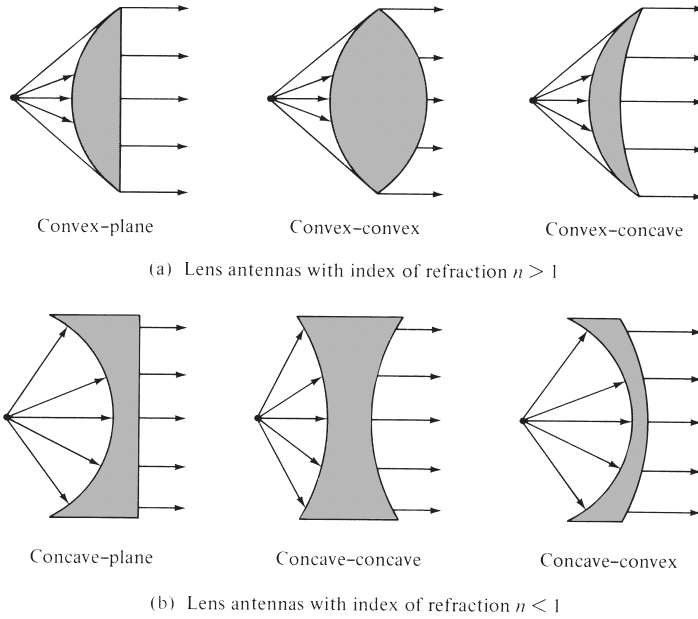 Convex–plane
Convex–convex
Convex–concave
(a) Lens antennas with index of refraction n > 1
Concave–plane
Concave–concave
Concave–convex
(b) Lens antennas with index of refraction n < 1